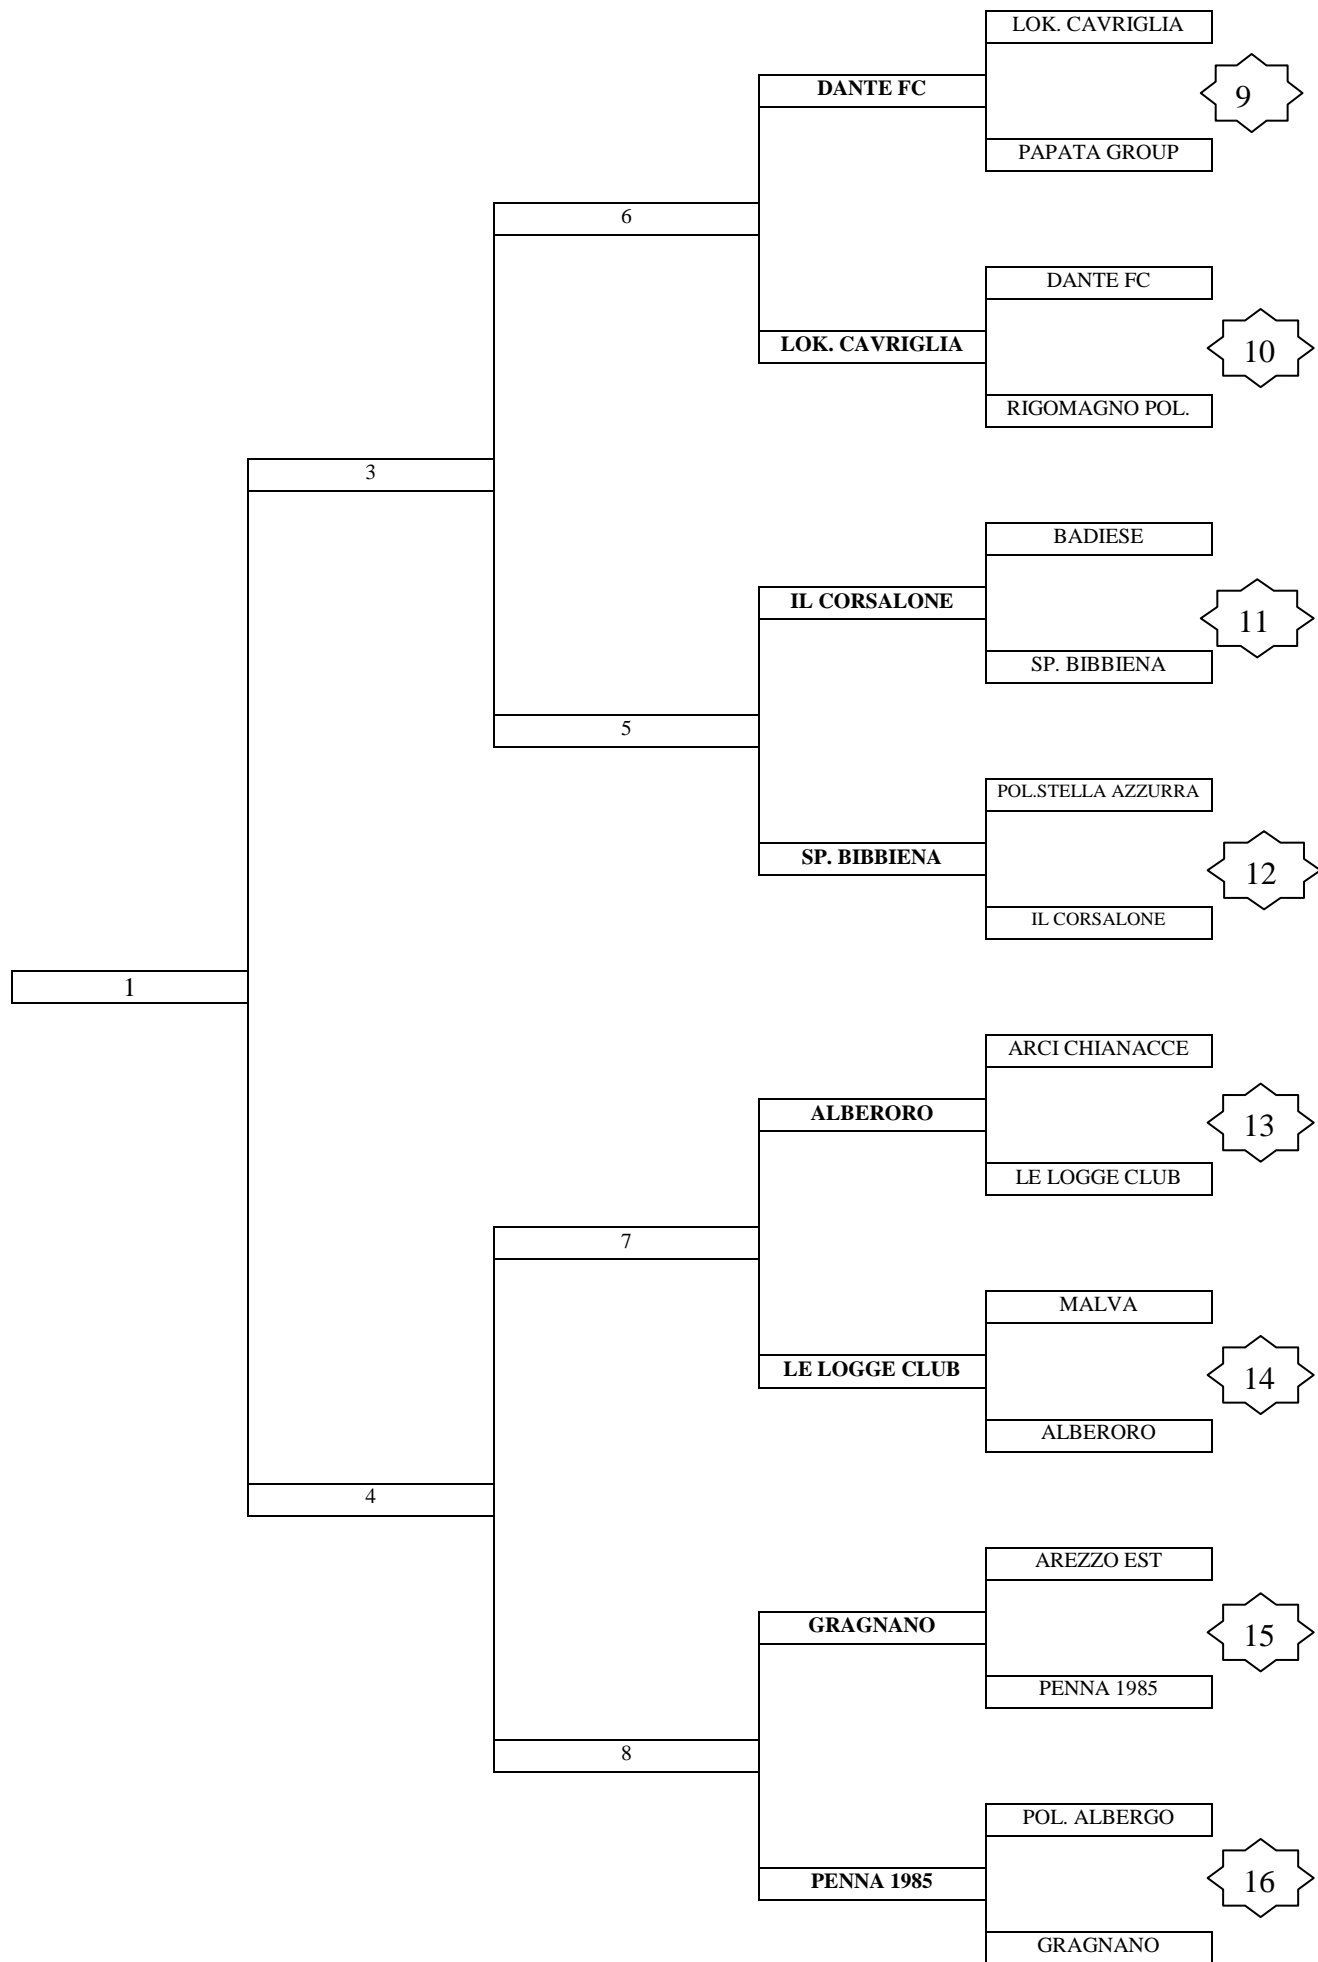 LOK. CAVRIGLIA
DANTE FC
9
PAPATA GROUP
6
DANTE FC
LOK. CAVRIGLIA
10
RIGOMAGNO POL.
3
BADIESE
IL CORSALONE
11
SP. BIBBIENA
5
POL.STELLA AZZURRA
SP. BIBBIENA
12
IL CORSALONE
1
ARCI CHIANACCE
ALBERORO
13
LE LOGGE CLUB
7
MALVA
LE LOGGE CLUB
14
ALBERORO
4
AREZZO EST
GRAGNANO
15
PENNA 1985
8
POL. ALBERGO
PENNA 1985
16
GRAGNANO